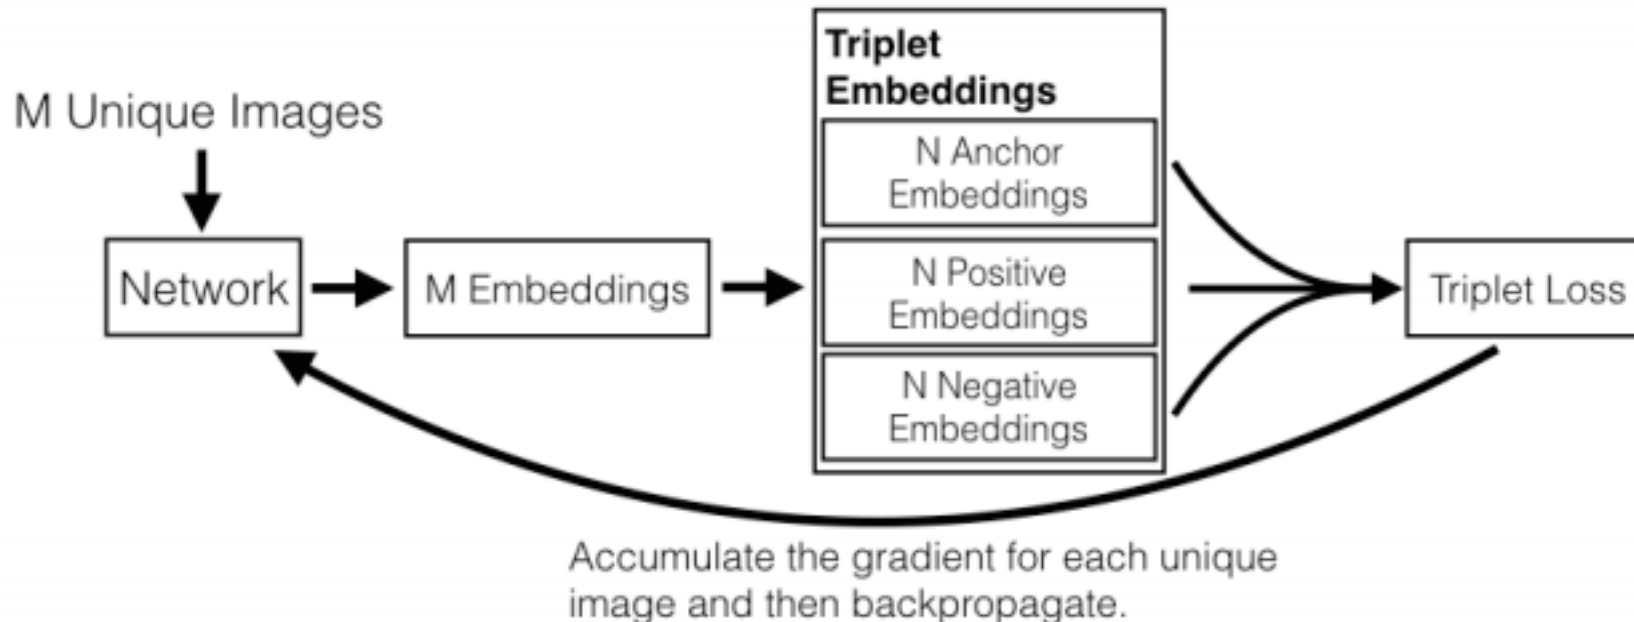 M Unique Images
Network
M Embeddings
Triplet
Embeddings
N Anchor
Embeddings
N Positive
Embeddings
N Negative
Embeddings
Triplet Loss
Accumulate the gradient for each unique
image and then backpropagate.